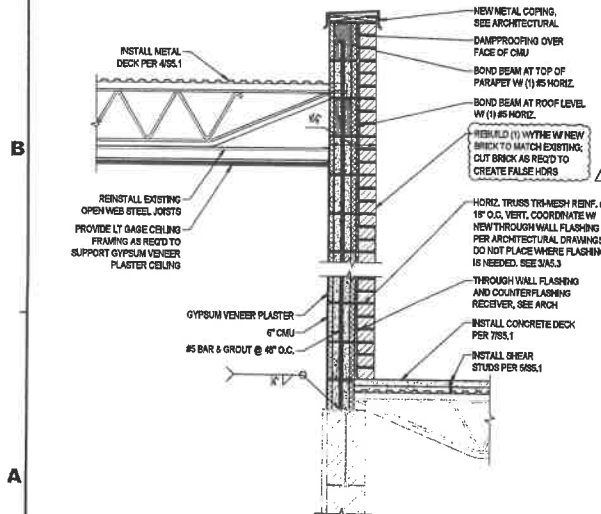 NEW METAL COPING,
SEE ARCHITECTURAL
DAMPPROOFING OVER
FACE OF CMU
INSTALL METAL
DECK PER 4/S5.1
BOND BEAM AT TOP OF
PARAPET W/ (1) #5 HORIZ.
BOND BEAM AT ROOF LEVEL
W/ (1) #5 HORIZ.
B
REBUILD (1) WYTHE W/ NEW
BRICK TO MATCH EXISTING;
CUT BRICK AS REQ'D TO
CREATE FALSE HDRS
REINSTALL EXISTING
OPEN WEB STEEL JOISTS
PROVIDE LT GAGE CEILING
FRAMING AS REQ'D TO
SUPPORT GYPSUM VENEER
PLASTER CEILING
HORIZ. TRUSS TRI-MESH REINF.
O.C. VERT. COORDINATE W/
NEW THROUGH WALL FLASHING
PER ARCHITECTURAL DRAWINGS
DO NOT PLACE WHERE FLASHING
IS NEEDED. SEE 3/A5.3
THROUGH WALL FLASHING
AND COUNTERFLASHING
RECEIVER, SEE ARCH
GYPSUM VENEER PLASTER
6" CMU
#5 BAR & GROUT @ 48" O.C.
INSTALL CONCRETE DECK
PER 7/S5.1
INSTALL SHEAR
STUDS PER 5/S5.1
A